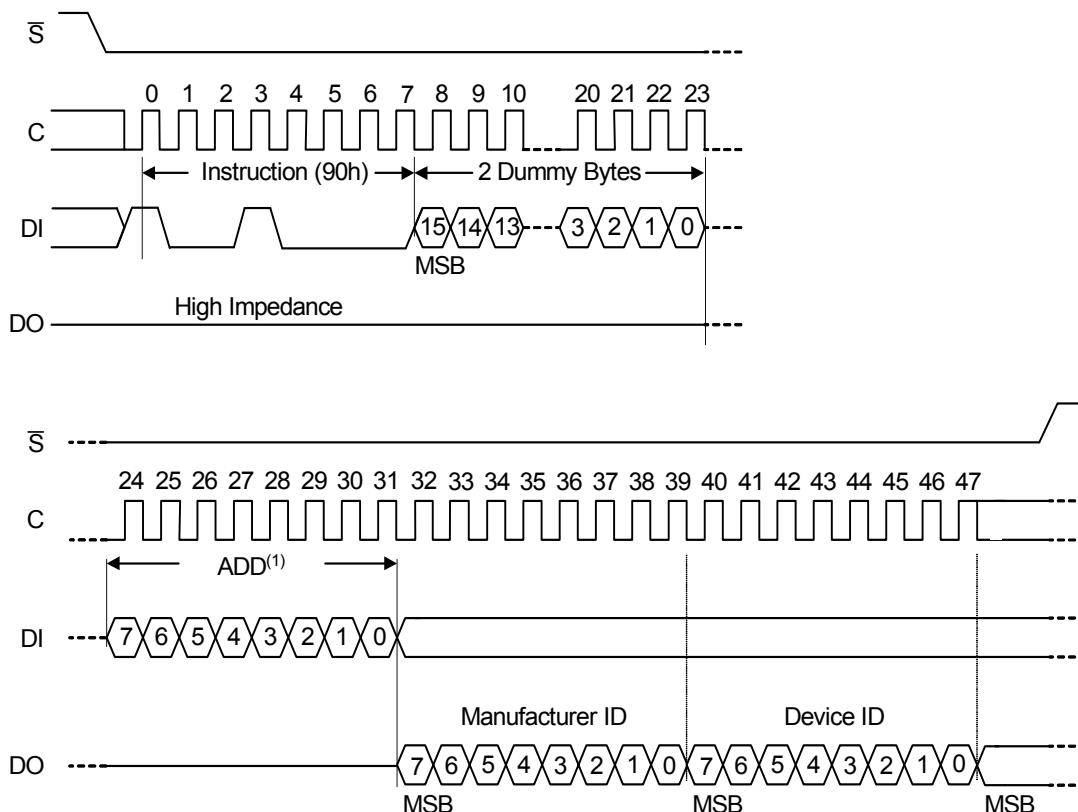 S
0 1 2 3 4 5 6 7 8 9 10 20 21 22 23
C
Instruction (90h) 2 Dummy Bytes
DI 15 14 13 3 2 1 0
MSB
High Impedance
DO
S
24 25 26 27 28 29 30 31 32 33 34 35 36 37 38 39 40 41 42 43 44 45 46 47
C
ADD(1)
DI 7 6 5 4 3 2 1 0
Manufacturer ID Device ID
DO 7 6 5 4 3 2 1 0 7 6 5 4 3 2 1 0
MSB MSB MSB